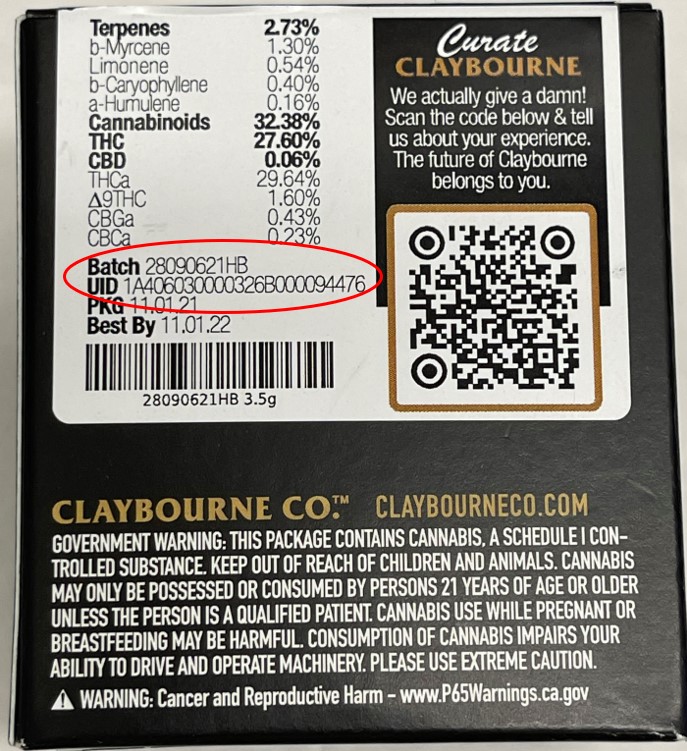 Terpenes 2.73%
b-Myrcene 1.30%
Limonene 0.54%
b-Caryophyllene 0.40%
a-Humulene 0.16%
Cannabinoids 32.38%
THC 27.60%
CBD 0.06%
THCa 29.64%
Δ9THC 1.60%
CBGa 0.43%
CBCa 0.23%
Batch 28090621HB
UID 1A406030000326B000094476
PKG 11.01.21
Best By 11.01.22
28090621HB 3.5g
Curate
CLAYBOURNE
We actually give a damn!
Scan the code below & tell
us about your experience.
The future of Claybourne
belongs to you.
CLAYBOURNE CO.™ CLAYBOURNECO.COM
GOVERNMENT WARNING: THIS PACKAGE CONTAINS CANNABIS, A SCHEDULE I CON-
TROLLED SUBSTANCE. KEEP OUT OF REACH OF CHILDREN AND ANIMALS. CANNABIS
MAY ONLY BE POSSESSED OR CONSUMED BY PERSONS 21 YEARS OF AGE OR OLDER
UNLESS THE PERSON IS A QUALIFIED PATIENT. CANNABIS USE WHILE PREGNANT OR
BREASTFEEDING MAY BE HARMFUL. CONSUMPTION OF CANNABIS IMPAIRS YOUR
ABILITY TO DRIVE AND OPERATE MACHINERY. PLEASE USE EXTREME CAUTION.
⚠ WARNING: Cancer and Reproductive Harm – www.P65Warnings.ca.gov